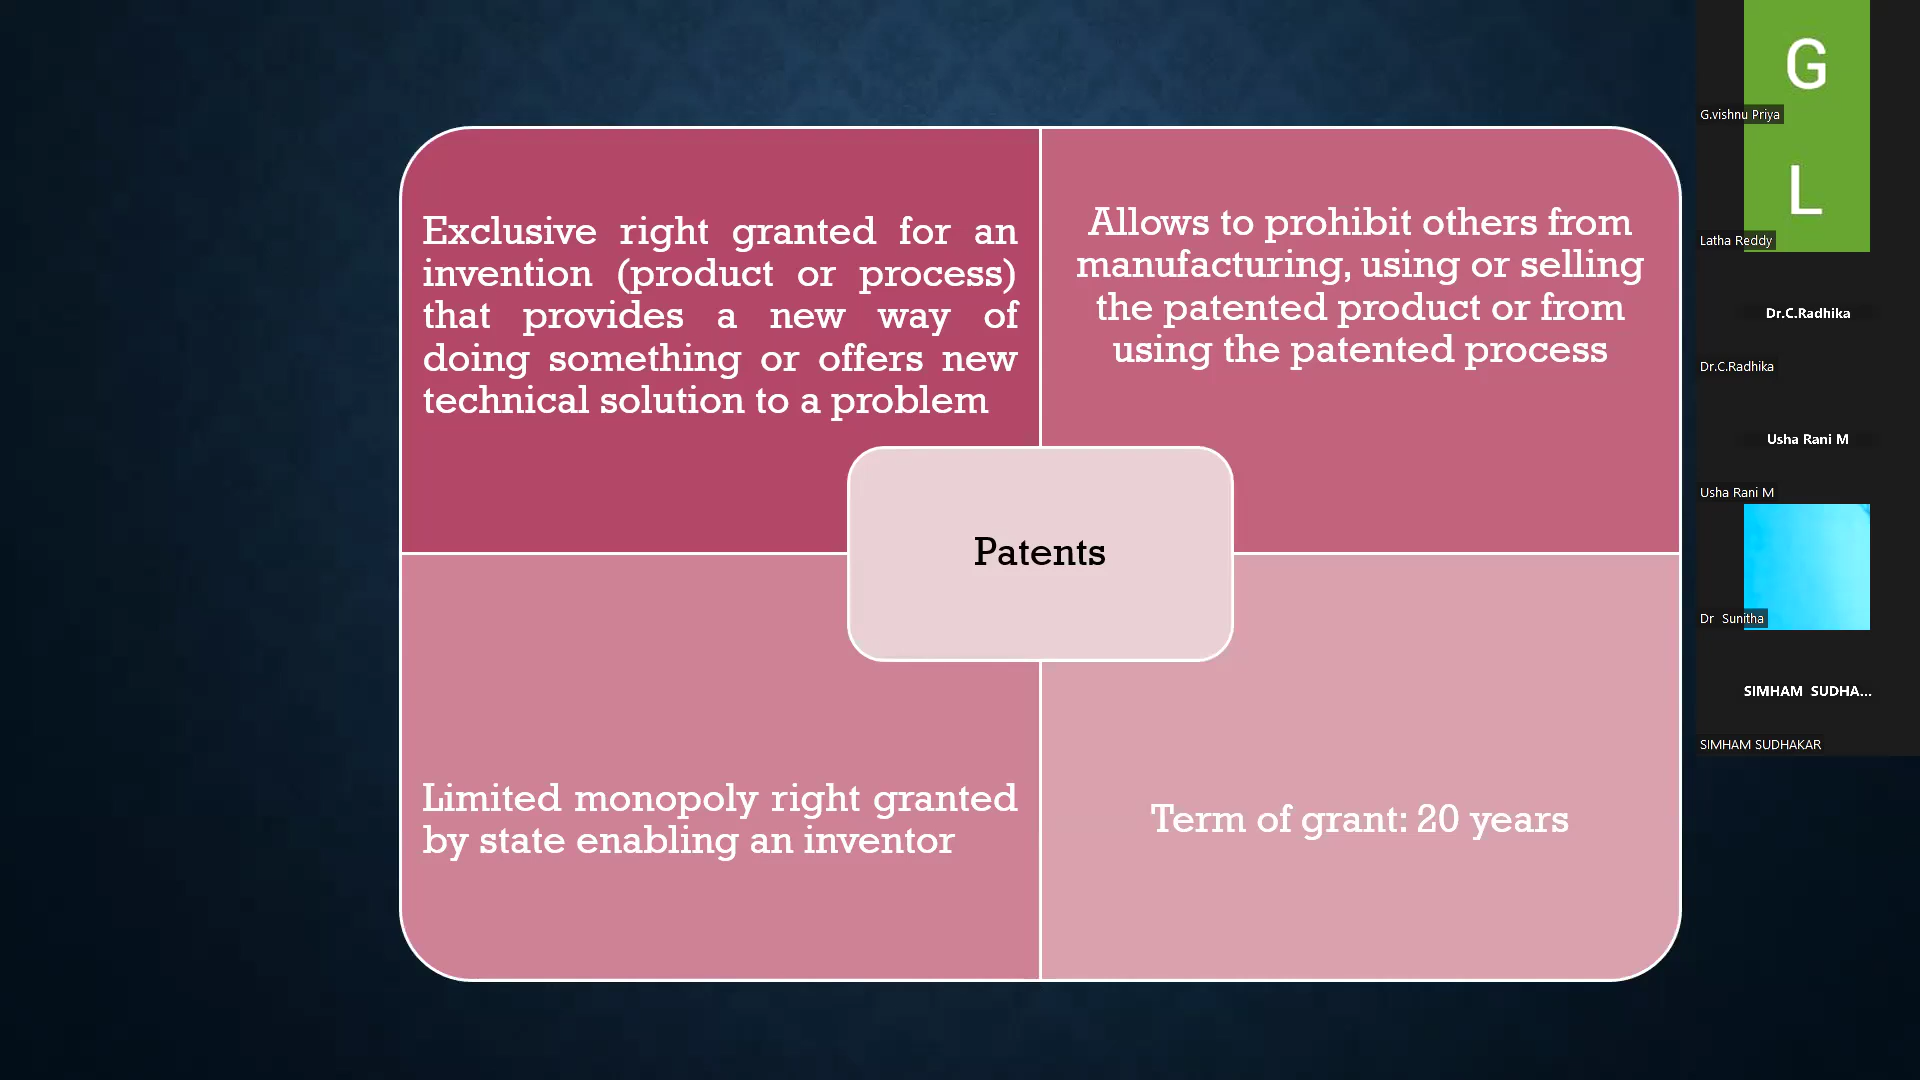 Exclusive right granted for an
invention (product or process)
that provides a new way of
doing something or offers new
technical solution to a problem
Allows to prohibit others from
manufacturing, using or selling
the patented product or from
using the patented process
Patents
Limited monopoly right granted
by state enabling an inventor
Term of grant: 20 years
G
G.vishnu Priya
L
Latha Reddy
Dr.C.Radhika
Dr.C.Radhika
Usha Rani M
Usha Rani M
Dr Sunitha
SIMHAM SUDHA...
SIMHAM SUDHAKAR